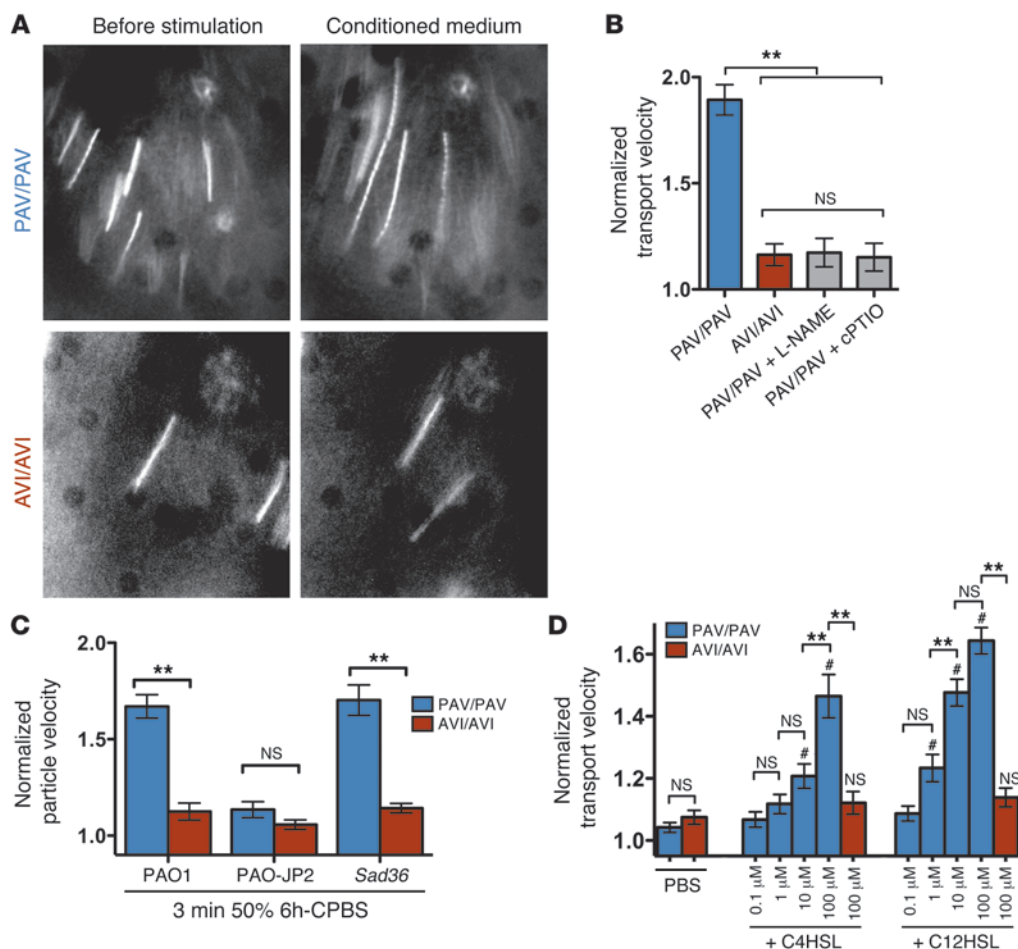 A
Before stimulation
Conditioned medium
PAV/PAV
AVI/AVI
B
Normalized
transport velocity
2.0
1.5
1.0
**
NS
PAV/PAV
AVI/AVI
PAV/PAV + L-NAME
PAV/PAV + cPTIO
C
Normalized
particle velocity
2.0
1.5
1.0
**
NS
**
PAV/PAV
AVI/AVI
PAO1
PAO-JP2
Sad36
3 min 50% 6h-CPBS
D
Normalized
transport velocity
1.6
1.4
1.2
1.0
PAV/PAV
AVI/AVI
NS
NS
NS
#
**
#
**
NS
NS
#
**
#
NS
#
**
NS
PBS
0.1 µM
1 µM
10 µM
100 µM
100 µM
+ C4HSL
0.1 µM
1 µM
10 µM
100 µM
100 µM
+ C12HSL